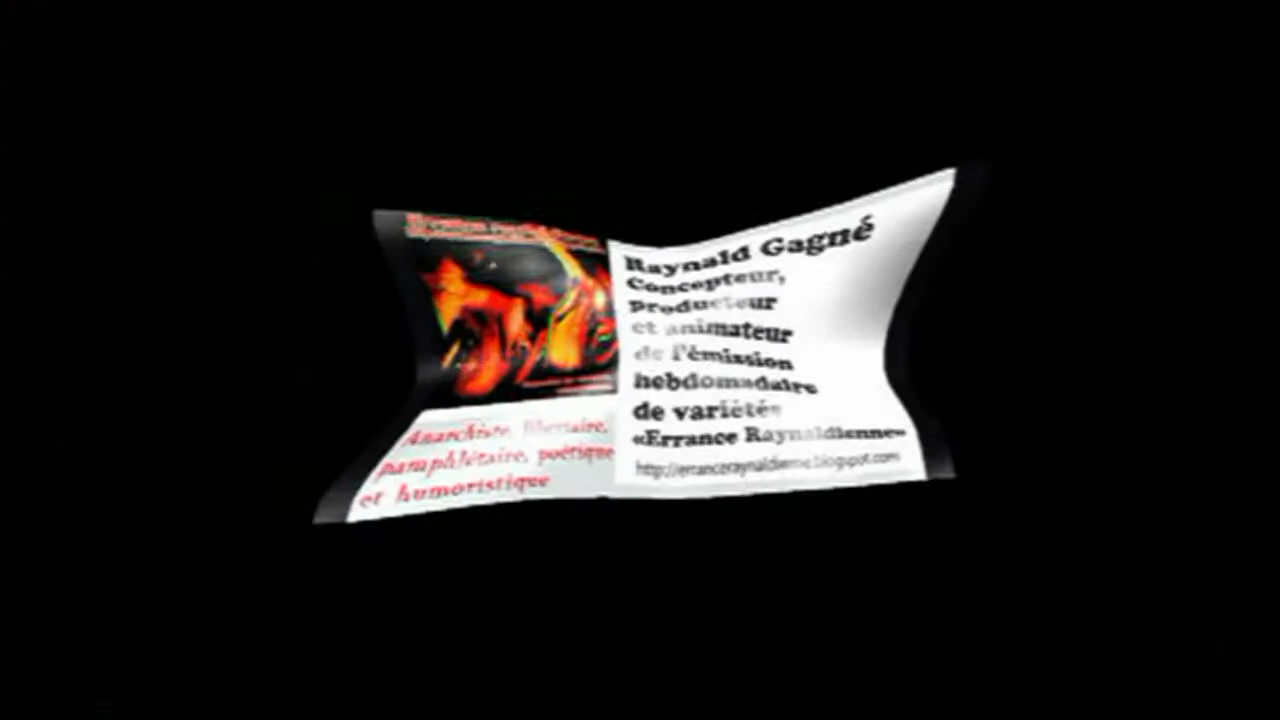 Raynald Gagné
Concepteur,
Producteur
et animateur
de l'émission
hebdomadaire
de variétés
«Errance Raynaldienne»
http://erranceraynaldienne.blogspot.com
Anarchiste, libertaire,
pamphlétaire, poétique
et humoristique